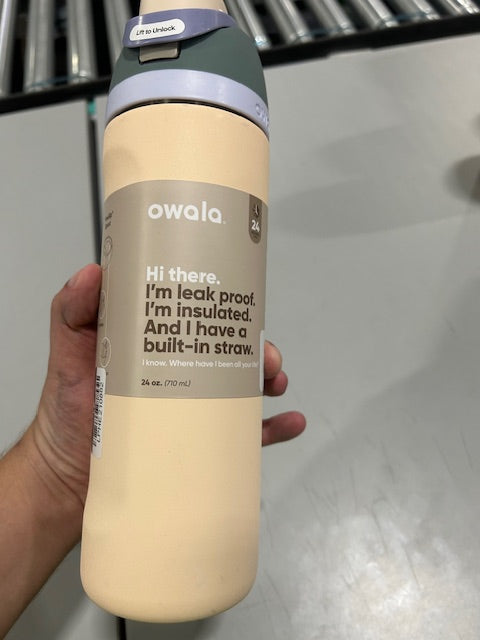 Lift to Unlock.
owala
24
Hi there.
I'm leak proof.
I'm insulated.
And I have a
built-in straw.
I know. Where have I been all your life?
24 oz. (710 mL)